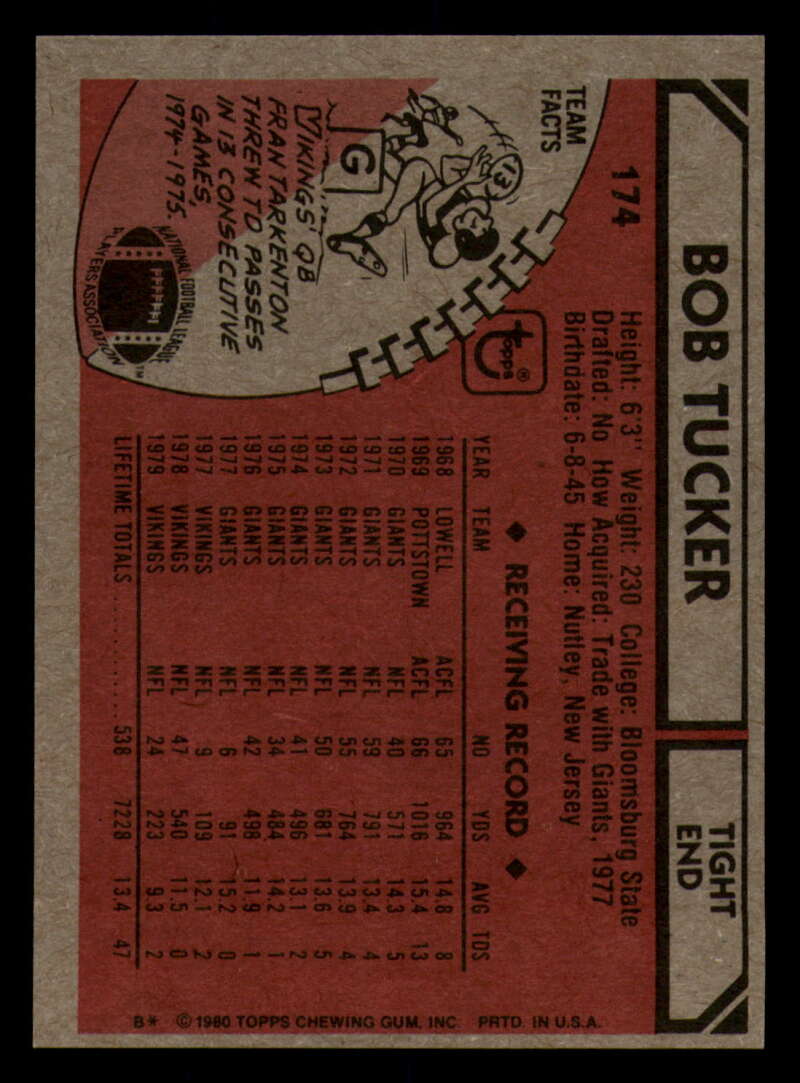 BOB TUCKER
TIGHT
END
174
Height: 6'3" Weight: 230 College: Bloomsburg State
Drafted: No How Acquired: Trade with Giants, 1977
Birthdate: 6-8-45 Home: Nutley, New Jersey
TEAM
FACTS
13
G
VIKINGS' QB
FRAN TARKENTON
THREW TD PASSES
IN 13 CONSECUTIVE
GAMES,
1974-1975.
NATIONAL FOOTBALL LEAGUE
PLAYERS ASSOCIATION
TM
Topps®
◆ RECEIVING RECORD ◆
YEAR TEAM NO YDS AVG TDS
1968 LOWELL ACFL 65 964 14.8 8
1969 POTTSTOWN ACFL 66 1016 15.4 13
1970 GIANTS NFL 40 571 14.3 5
1971 GIANTS NFL 59 791 13.4 4
1972 GIANTS NFL 55 764 13.9 4
1973 GIANTS NFL 50 681 13.6 5
1974 GIANTS NFL 41 496 13.1 2
1975 GIANTS NFL 34 484 14.2 1
1976 GIANTS NFL 42 498 11.9 1
1977 GIANTS NFL 6 91 15.2 0
1977 VIKINGS NFL 9 109 12.1 2
1978 VIKINGS NFL 47 540 11.5 0
1979 VIKINGS NFL 24 223 9.3 2
LIFETIME TOTALS.............. 538 7228 13.4 47
B* © 1980 TOPPS CHEWING GUM, INC. PRTD. IN U.S.A.